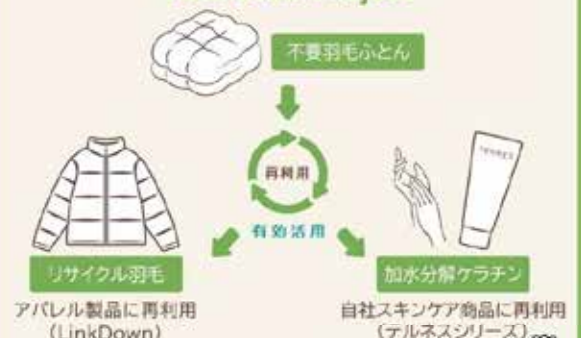 不要羽毛ふとん
再利用
有効活用
リサイクル羽毛
アパレル製品に再利用
(LinkDown)
加水分解ケラチン
自社スキンケア商品に再利用
(テルネスシリーズ)